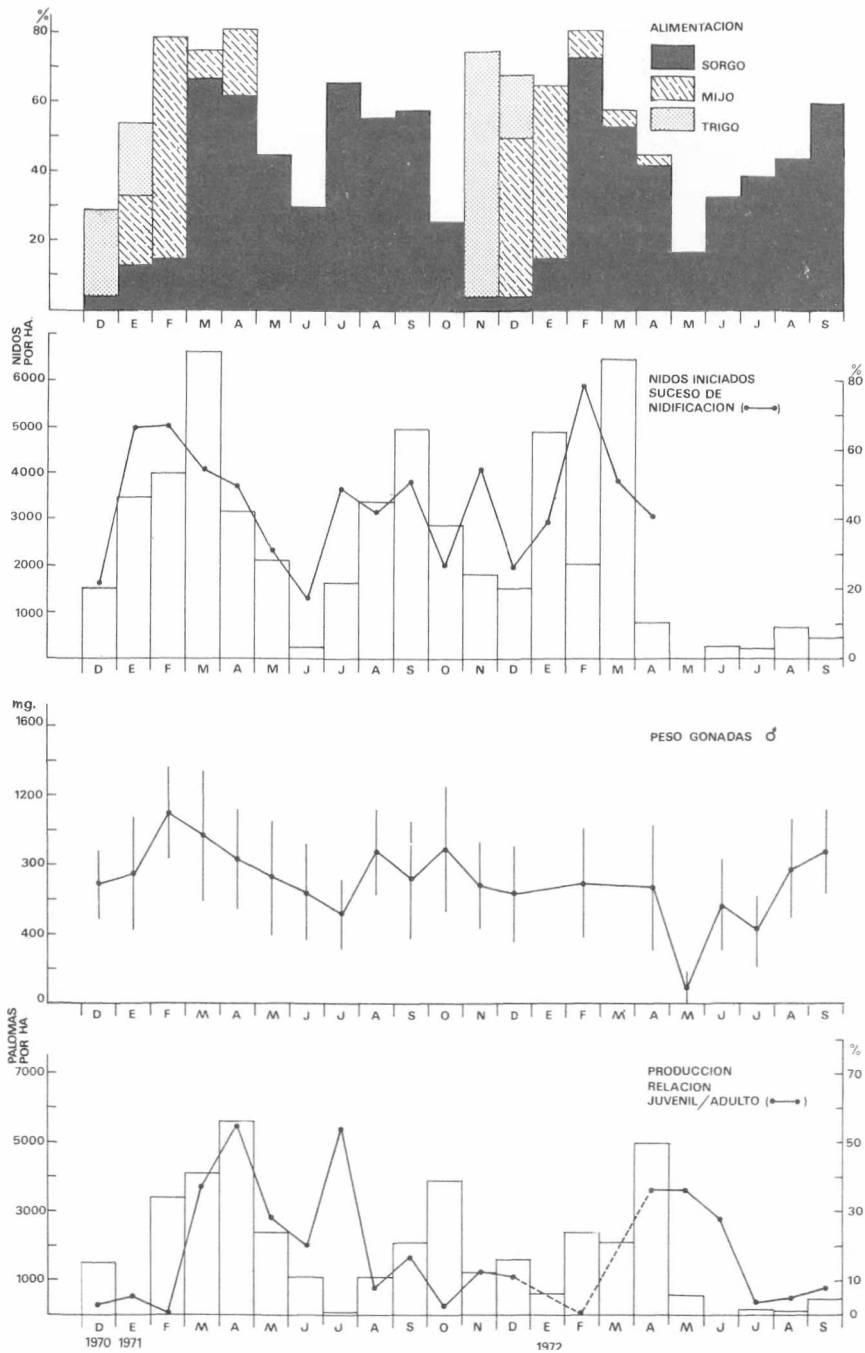 %
80
60
40
20
ALIMENTACION
SORGO
MIJO
TRIGO
D E F M A M J J A S O N D E F M A M J J A S
NIDOS
POR HA.
6000
5000
4000
3000
2000
1000
NIDOS INICIADOS
SUCESO DE
NIDIFICACION
%
80
60
40
20
0
D E F M A M J J A S O N D E F M A M J J A S
mg.
1600
1200
300
400
0
PESO GONADAS ♂
D E F M A M J J A S O N D E F M A M J J A S
PALOMAS
POR HA
7000
5000
3000
1000
PRODUCCION
RELACION
JUVENIL/ADULTO
%
70
50
30
10
0
D E F M A M J J A S O N D E F M A M J J A S
1970 1971 1972